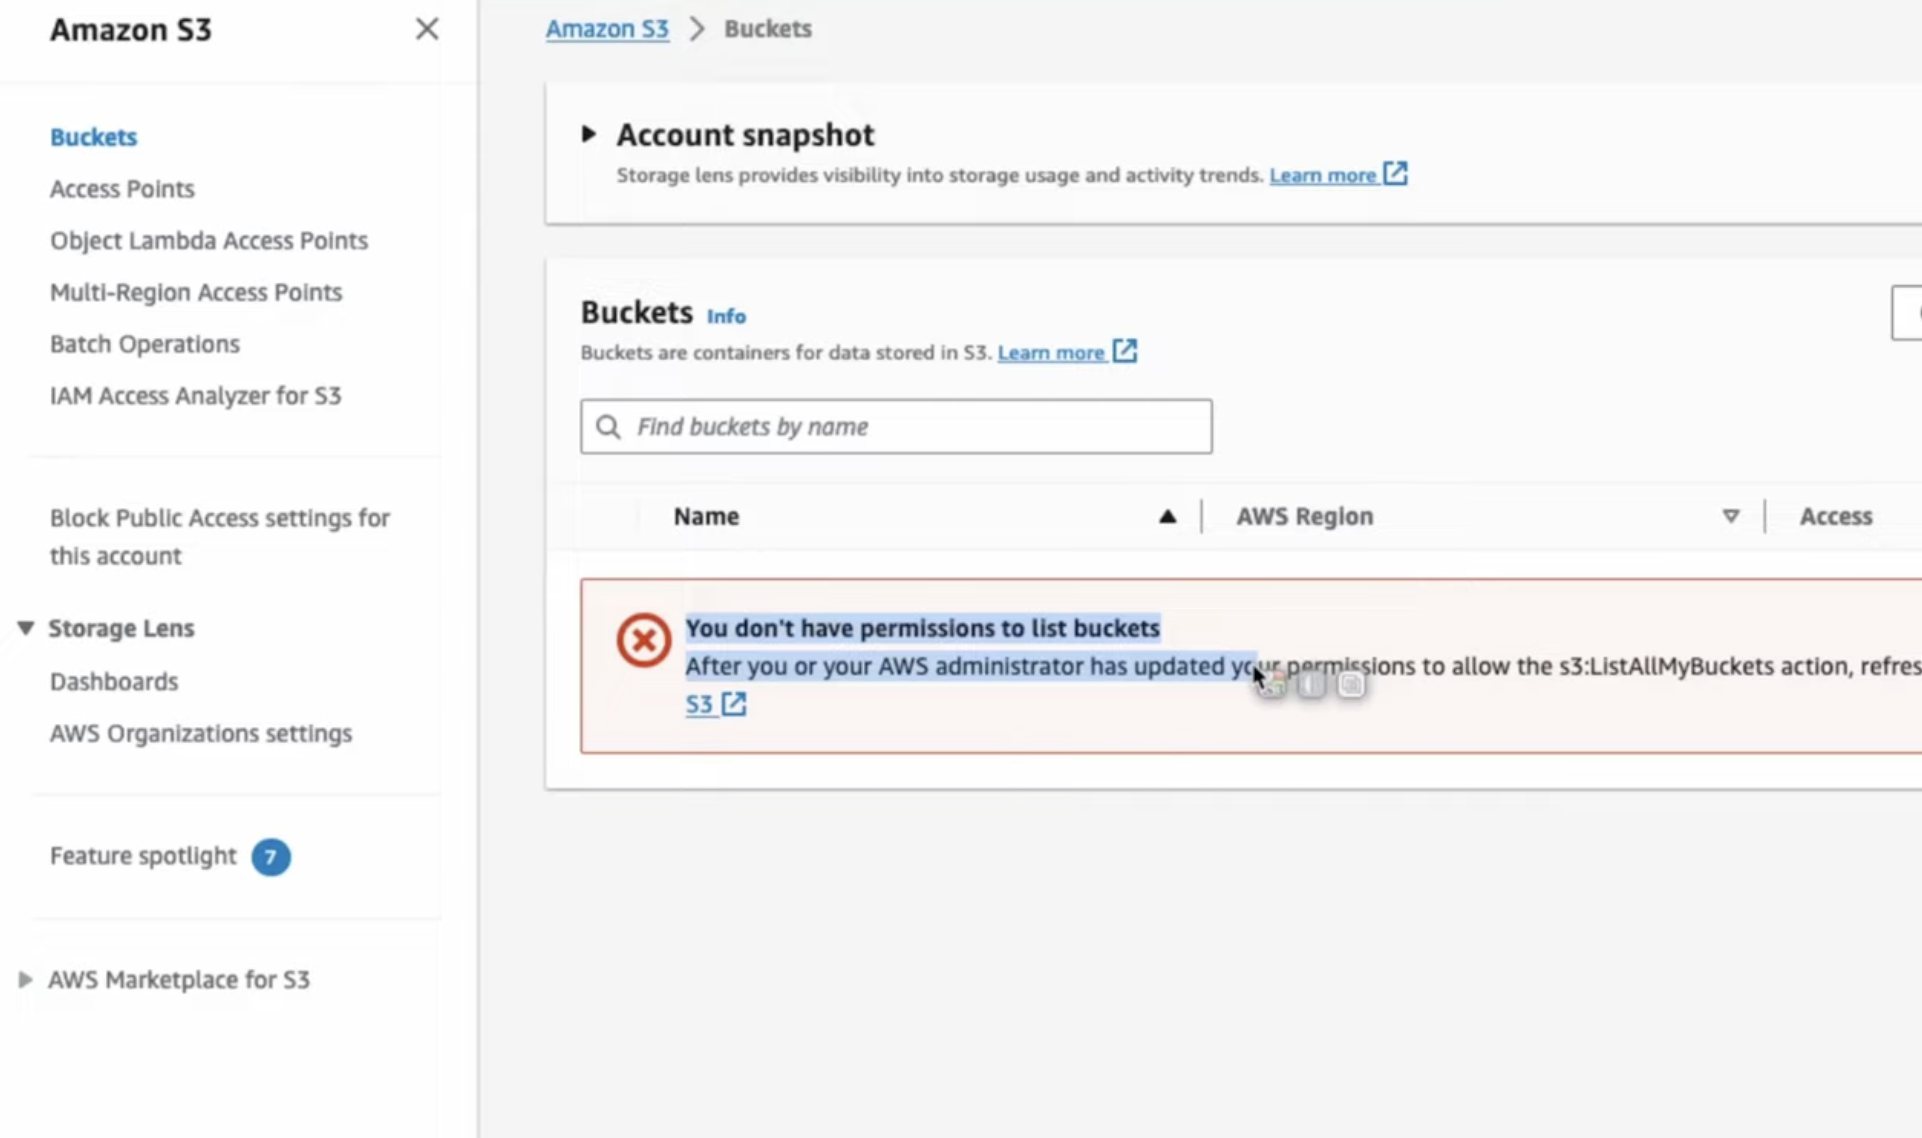 Amazon S3
Buckets
Access Points
Object Lambda Access Points
Multi-Region Access Points
Batch Operations
IAM Access Analyzer for S3
Block Public Access settings for
this account
Storage Lens
Dashboards
AWS Organizations settings
Feature spotlight 7
AWS Marketplace for S3
Amazon S3 > Buckets
Account snapshot
Storage lens provides visibility into storage usage and activity trends. Learn more
Buckets Info
Buckets are containers for data stored in S3. Learn more
Find buckets by name
Name AWS Region Access
You don't have permissions to list buckets
After you or your AWS administrator has updated your permissions to allow the s3:ListAllMyBuckets action, refres
S3